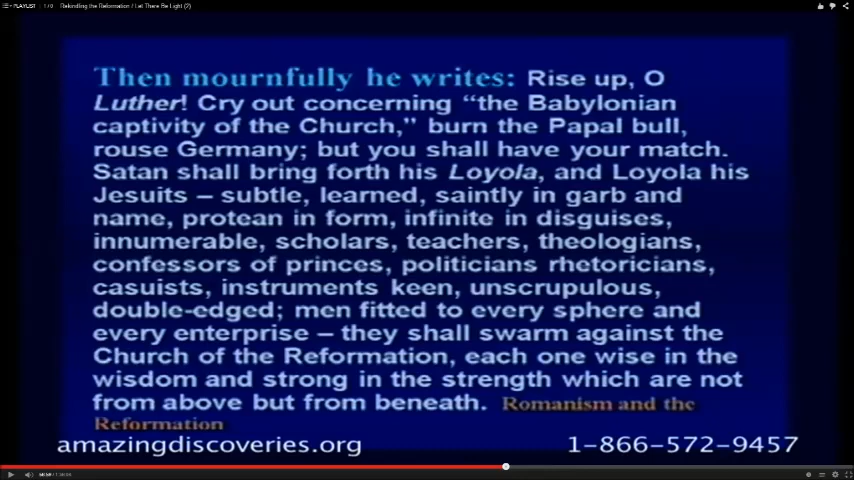 PLAYLIST 1 / 0 Rekindling the Reformation / Let There Be Light (2)
Then mournfully he writes: Rise up, O
Luther! Cry out concerning “the Babylonian
captivity of the Church,” burn the Papal bull,
rouse Germany; but you shall have your match.
Satan shall bring forth his Loyola, and Loyola his
Jesuits – subtle, learned, saintly in garb and
name, protean in form, infinite in disguises,
innumerable, scholars, teachers, theologians,
confessors of princes, politicians rhetoricians,
casuists, instruments keen, unscrupulous,
double-edged; men fitted to every sphere and
every enterprise – they shall swarm against the
Church of the Reformation, each one wise in the
wisdom and strong in the strength which are not
from above but from beneath. Romanism and the
Reformation
amazingdiscoveries.org 1-866-572-9457